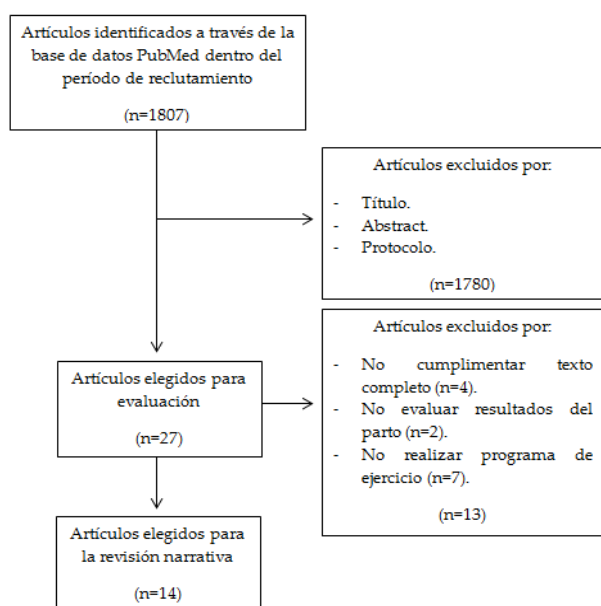 Artículos identificados a través de la
base de datos PubMed dentro del
período de reclutamiento
(n=1807)
Artículos excluidos por:
- Título.
- Abstract.
- Protocolo.
(n=1780)
Artículos elegidos para
evaluación
(n=27)
Artículos excluidos por:
- No cumplimentar texto
completo (n=4).
- No evaluar resultados del
parto (n=2).
- No realizar programa de
ejercicio (n=7).
(n=13)
Artículos elegidos para
la revisión narrativa
(n=14)